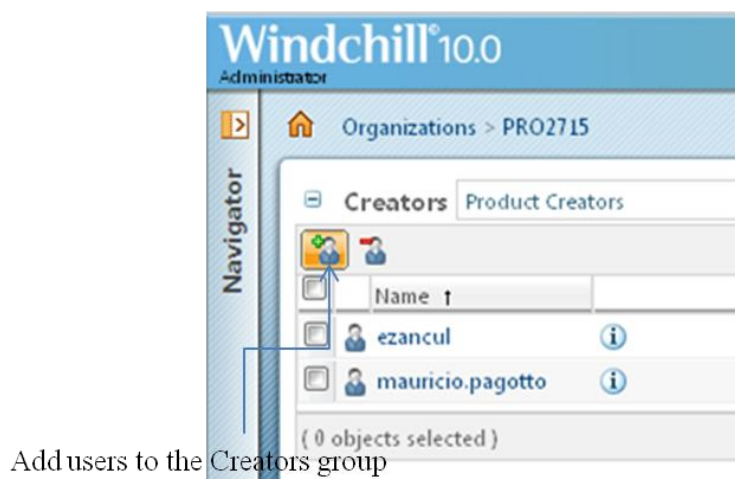 Windchill® 10.0
Administrator
Organizations > PRO2715
Navigator
Creators Product Creators
Name ↑
ezancul
mauricio.pagotto
( 0 objects selected )
Add users to the Creators group